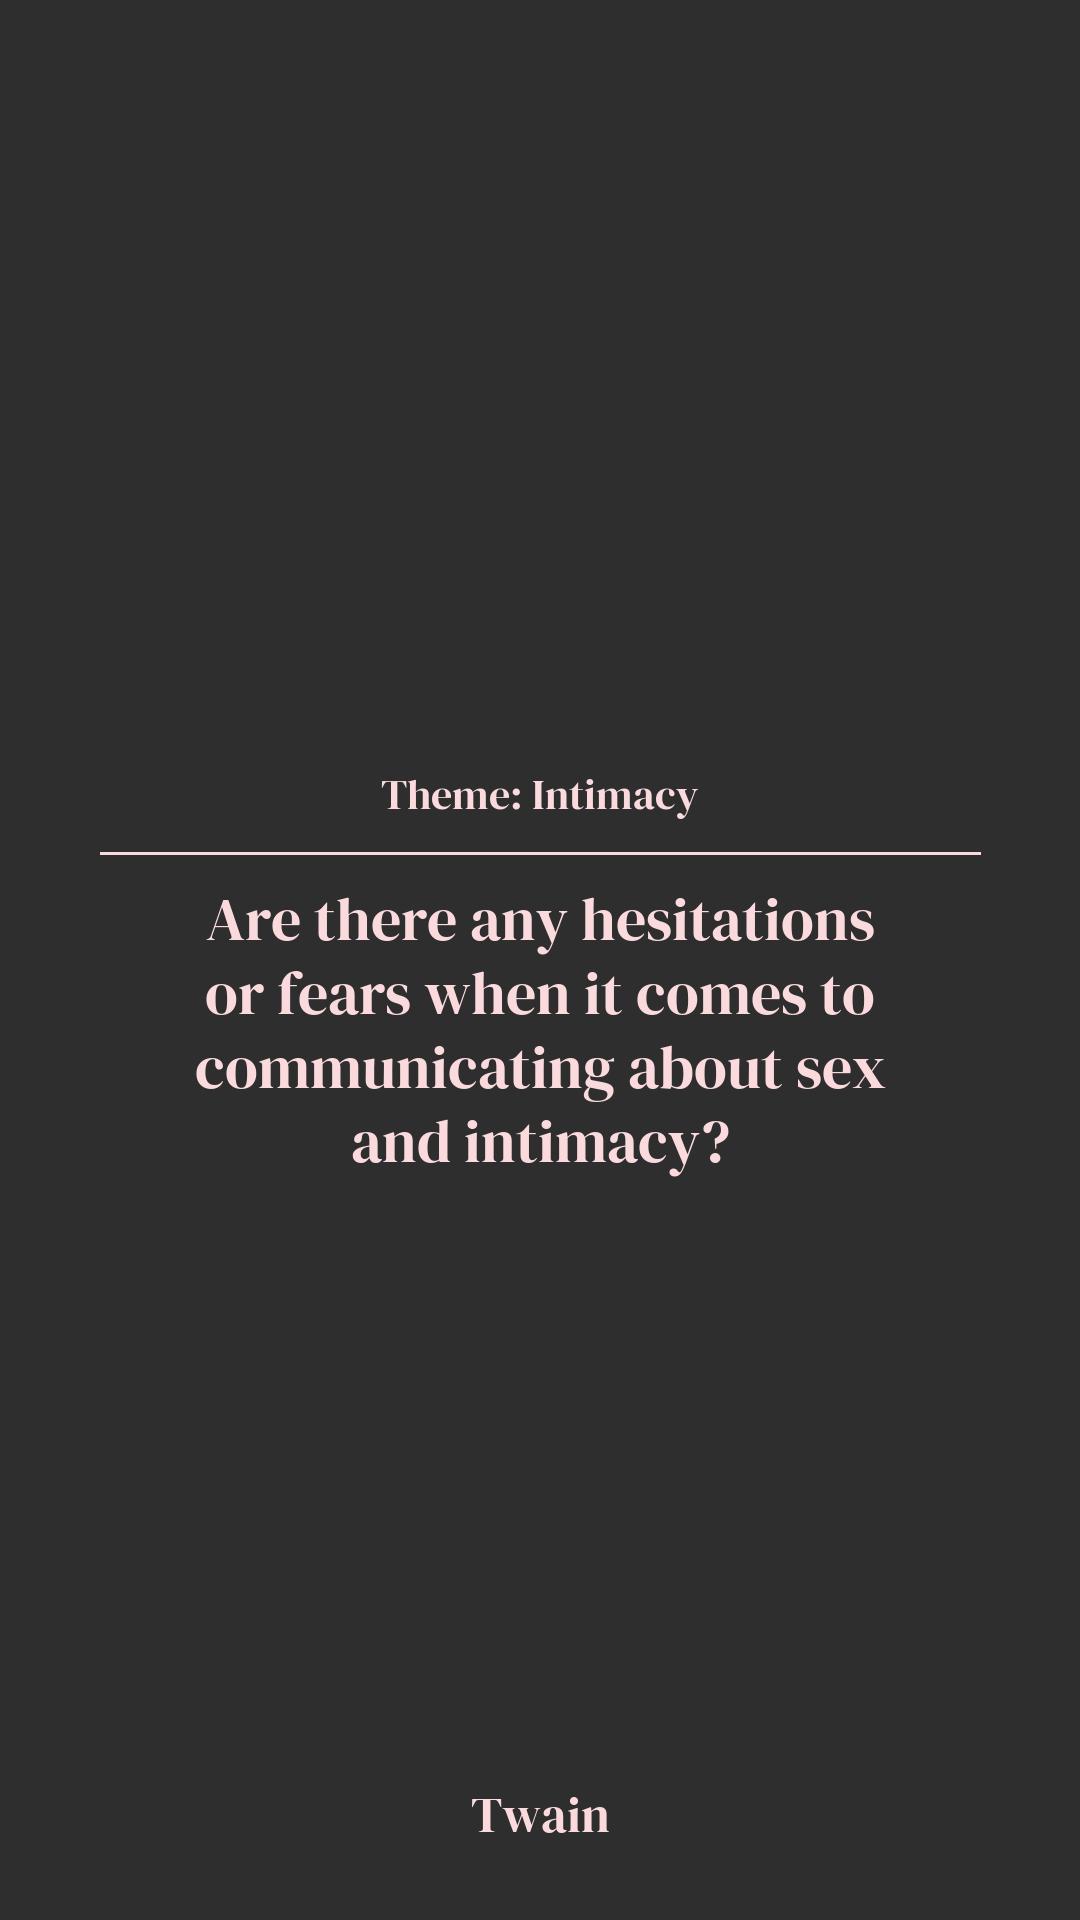 Theme: Intimacy
Are there any hesitations
or fears when it comes to
communicating about sex
and intimacy?
Twain